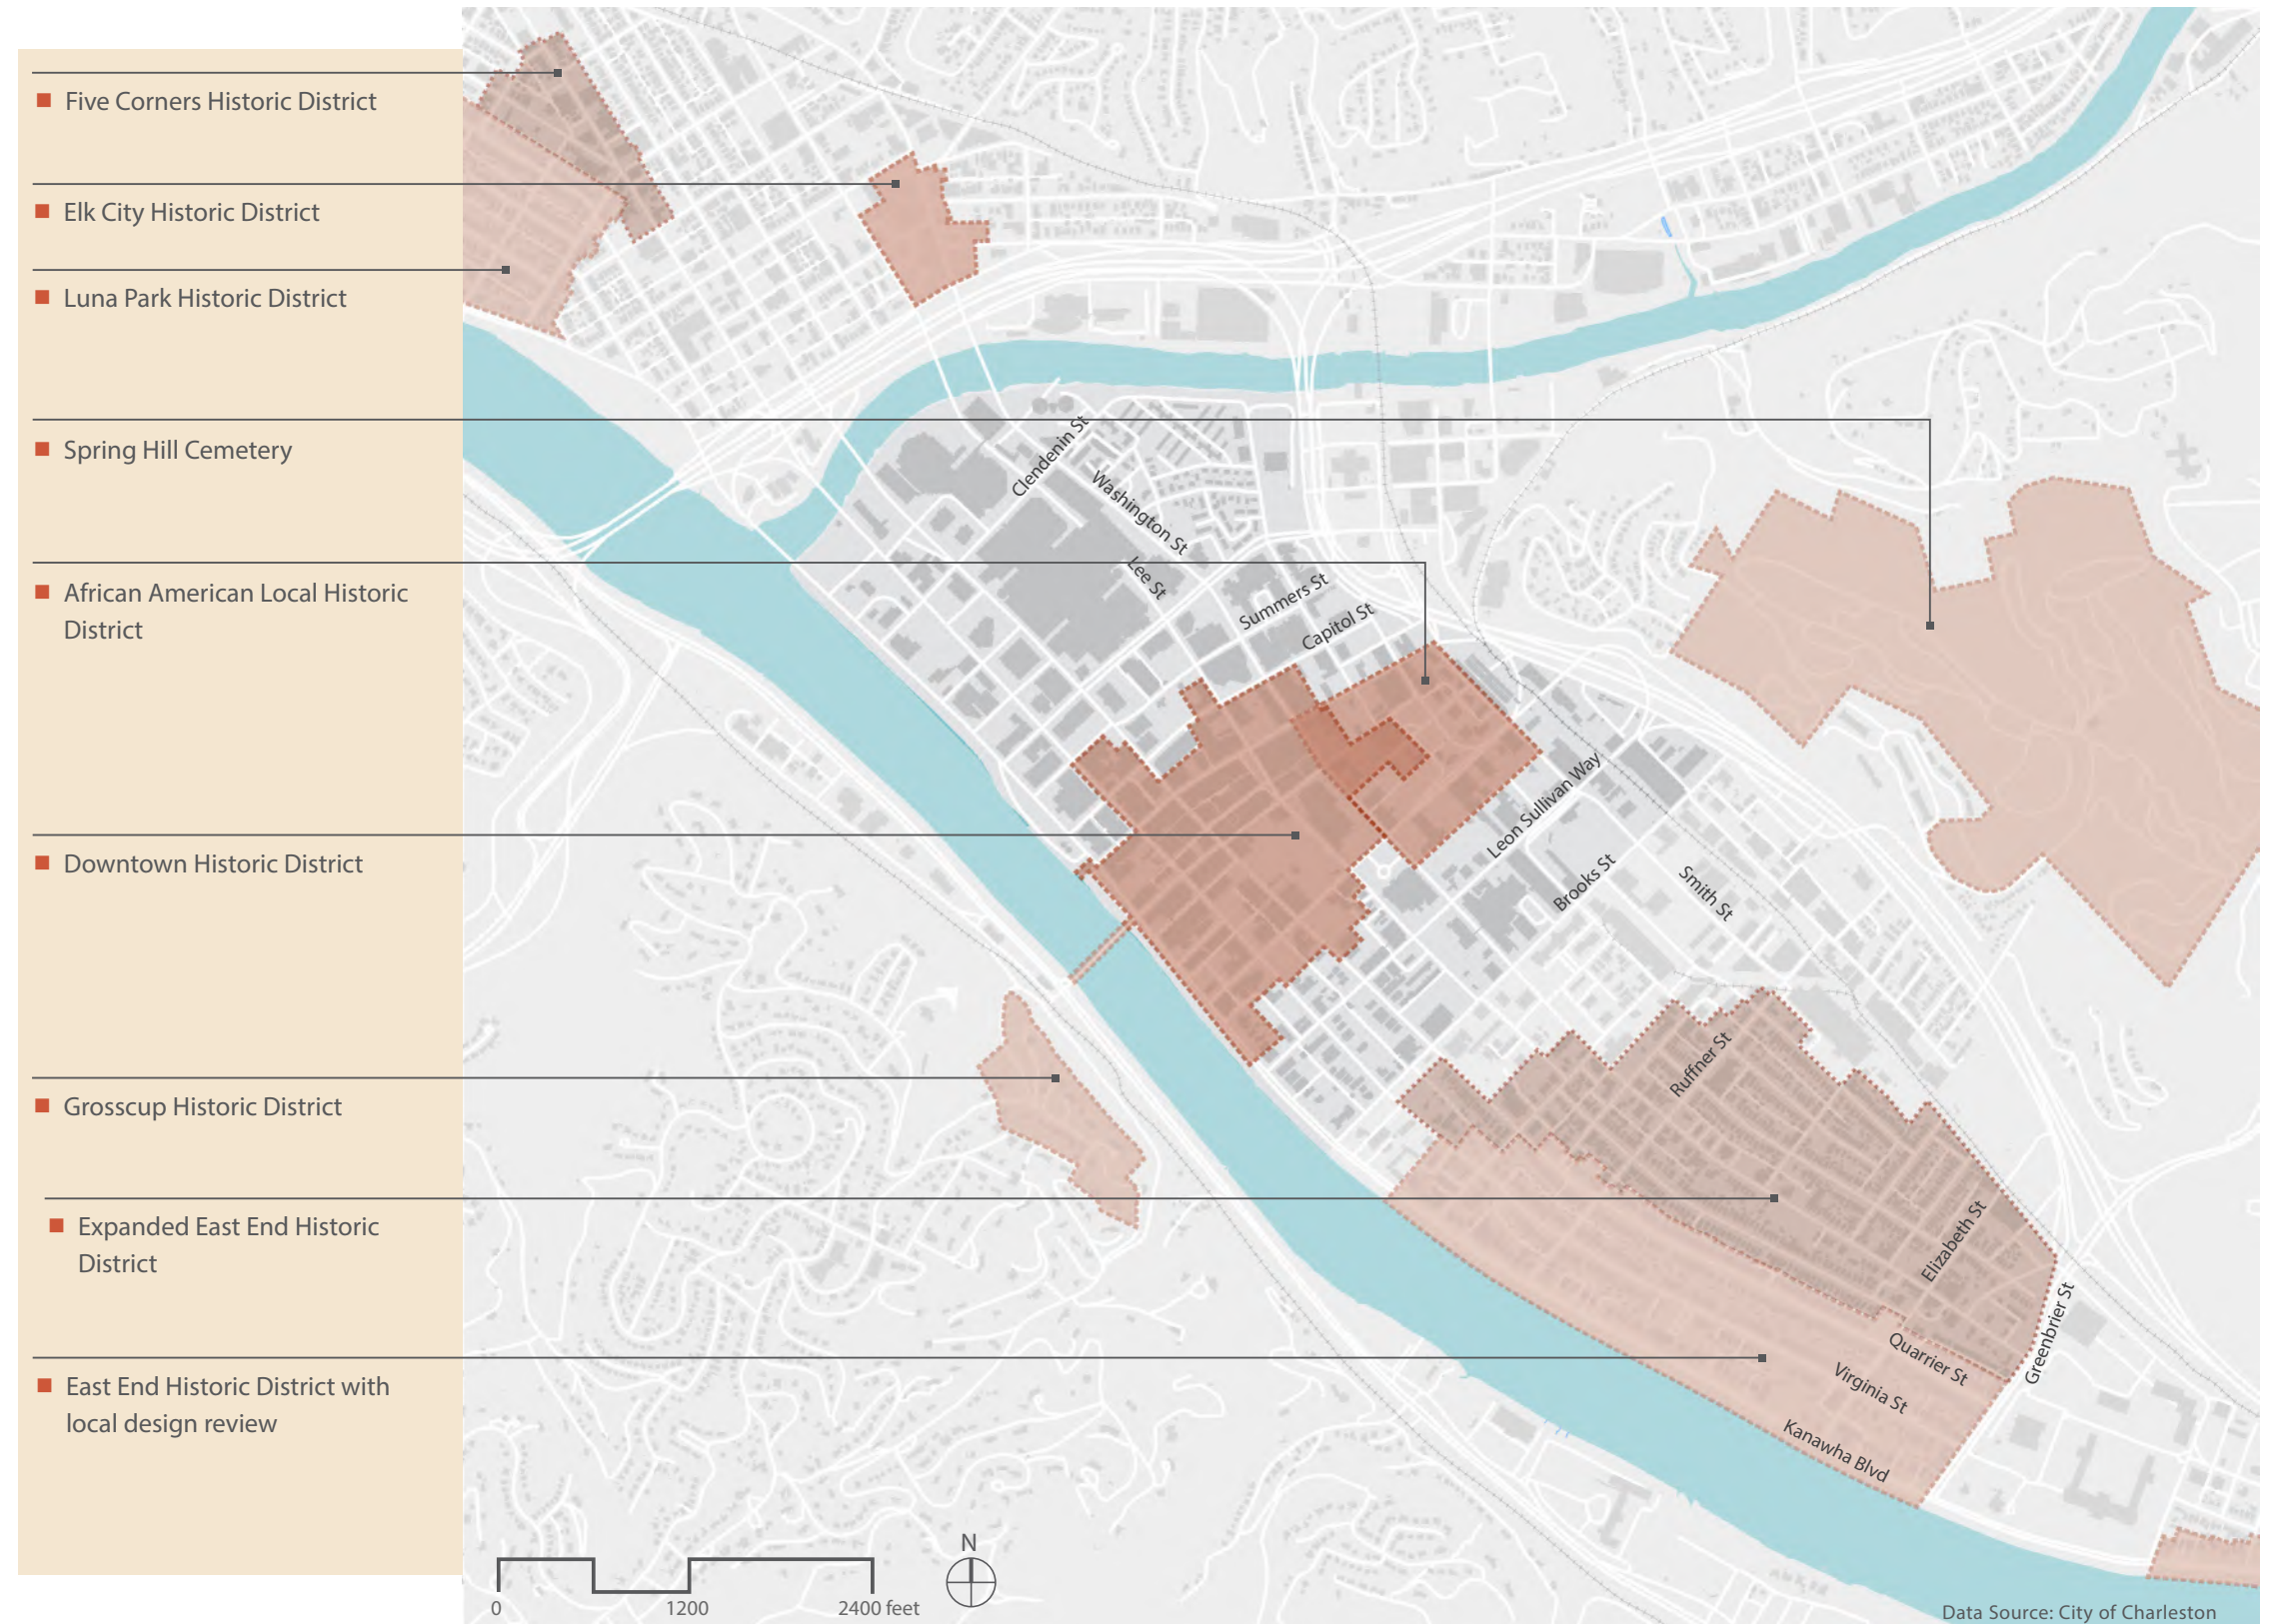 Five Corners Historic District
Elk City Historic District
Luna Park Historic District
Spring Hill Cemetery
African American Local Historic
District
Downtown Historic District
Grosscup Historic District
Expanded East End Historic
District
East End Historic District with
local design review
Clendenin St
Washington St
Lee St
Summers St
Capitol St
Leon Sullivan Way
Brooks St
Smith St
Ruffner St
Elizabeth St
Greenbrier St
Quarrier St
Virginia St
Kanawha Blvd
N
0
1200
2400 feet
Data Source: City of Charleston